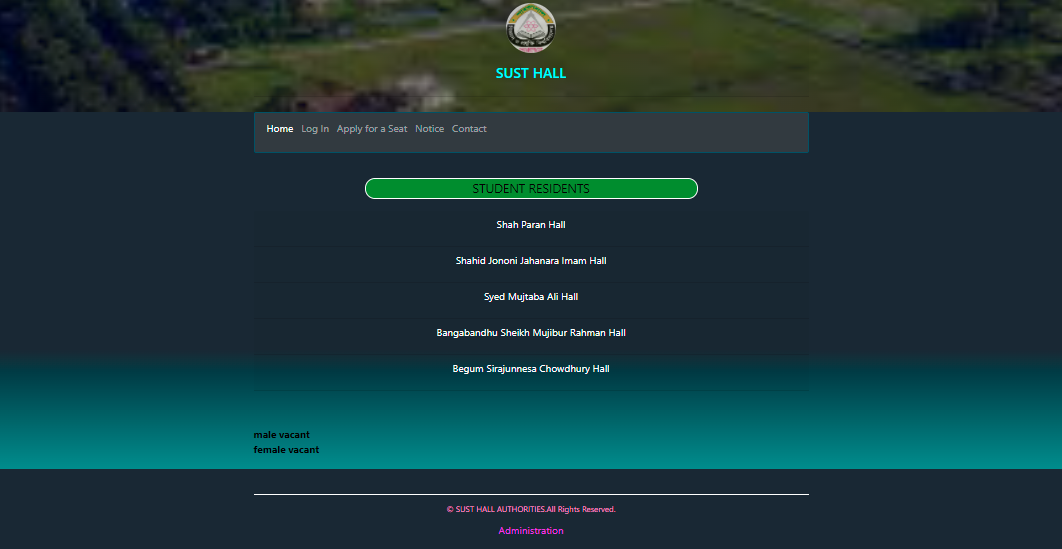 SUST HALL
Home Log In Apply for a Seat Notice Contact
STUDENT RESIDENTS
Shah Paran Hall
Shahid Jononi Jahanara Imam Hall
Syed Mujtaba Ali Hall
Bangabandhu Sheikh Mujibur Rahman Hall
Begum Sirajunnesa Chowdhury Hall
male vacant
female vacant
© SUST HALL AUTHORITIES.All Rights Reserved.
Administration